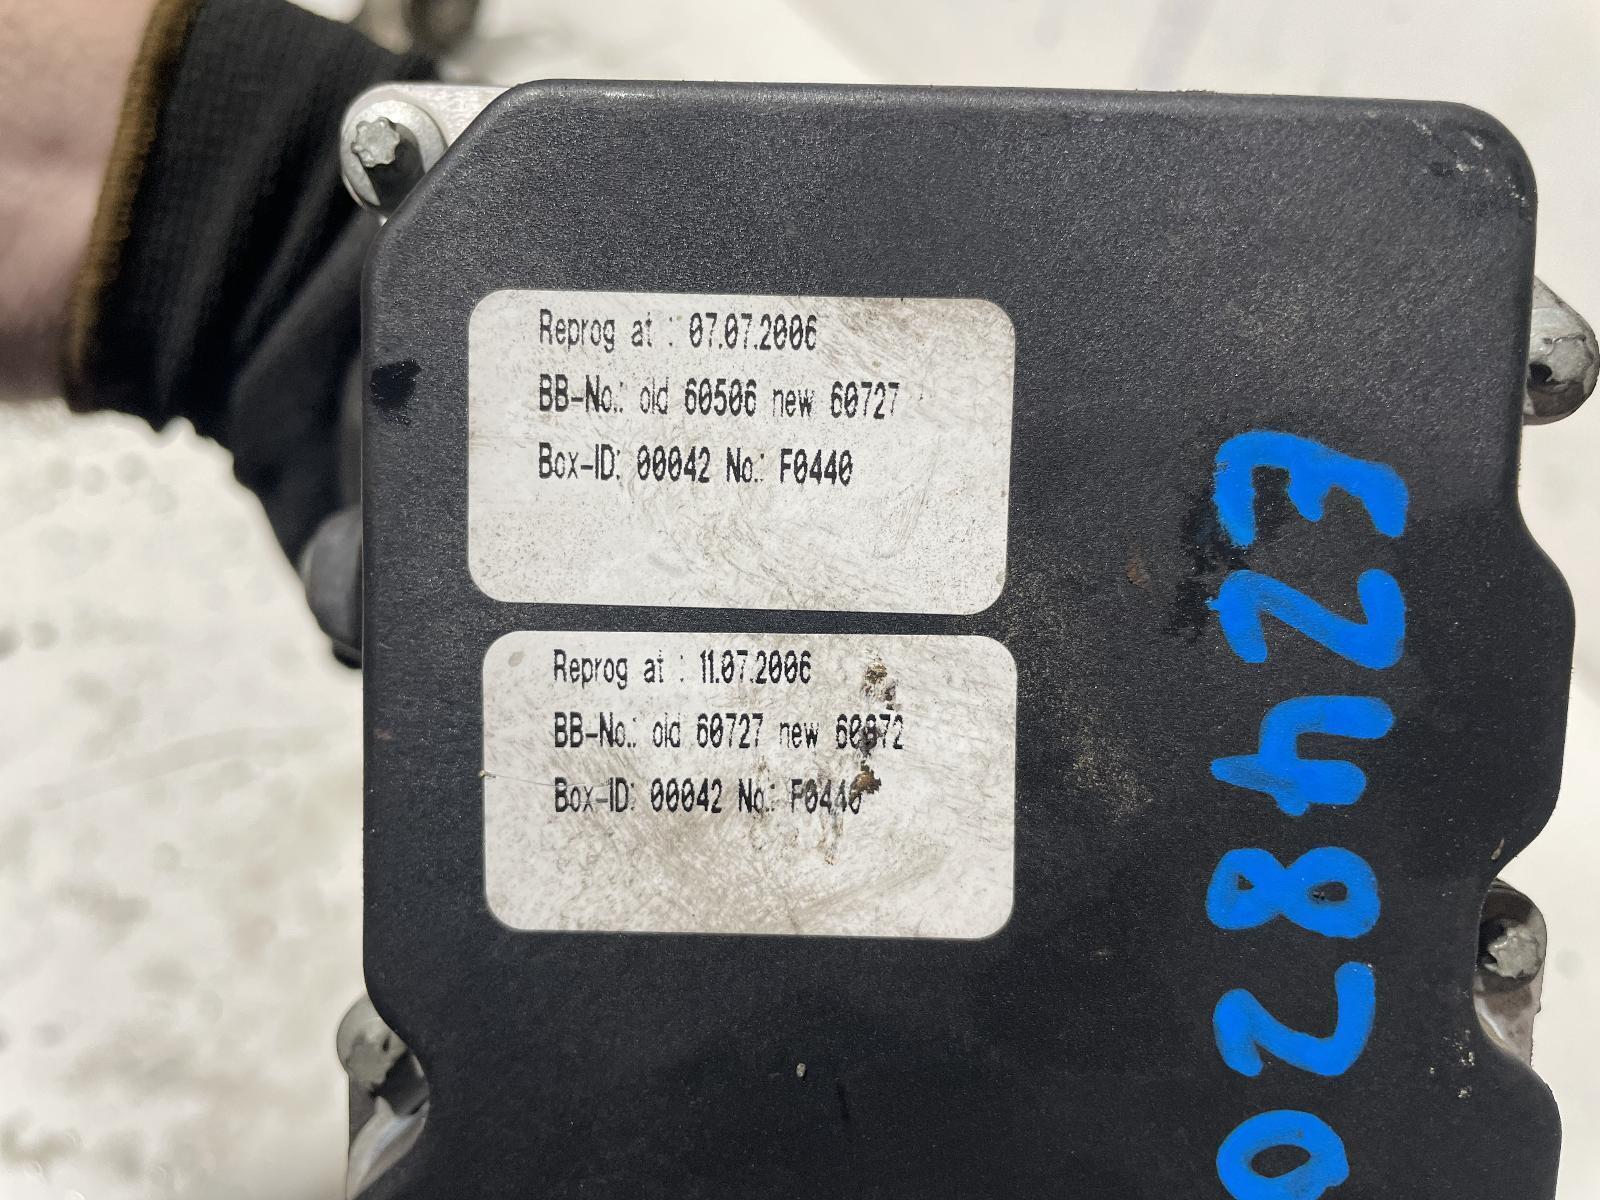 Reprog at : 07.07.2006
BB-No.: old 60506 new 60727
Box-ID: 00042 No.: F0440
Reprog at : 11.07.2006
BB-No.: old 60727 new 60872
Box-ID: 00042 No.: F0440
EZ4820